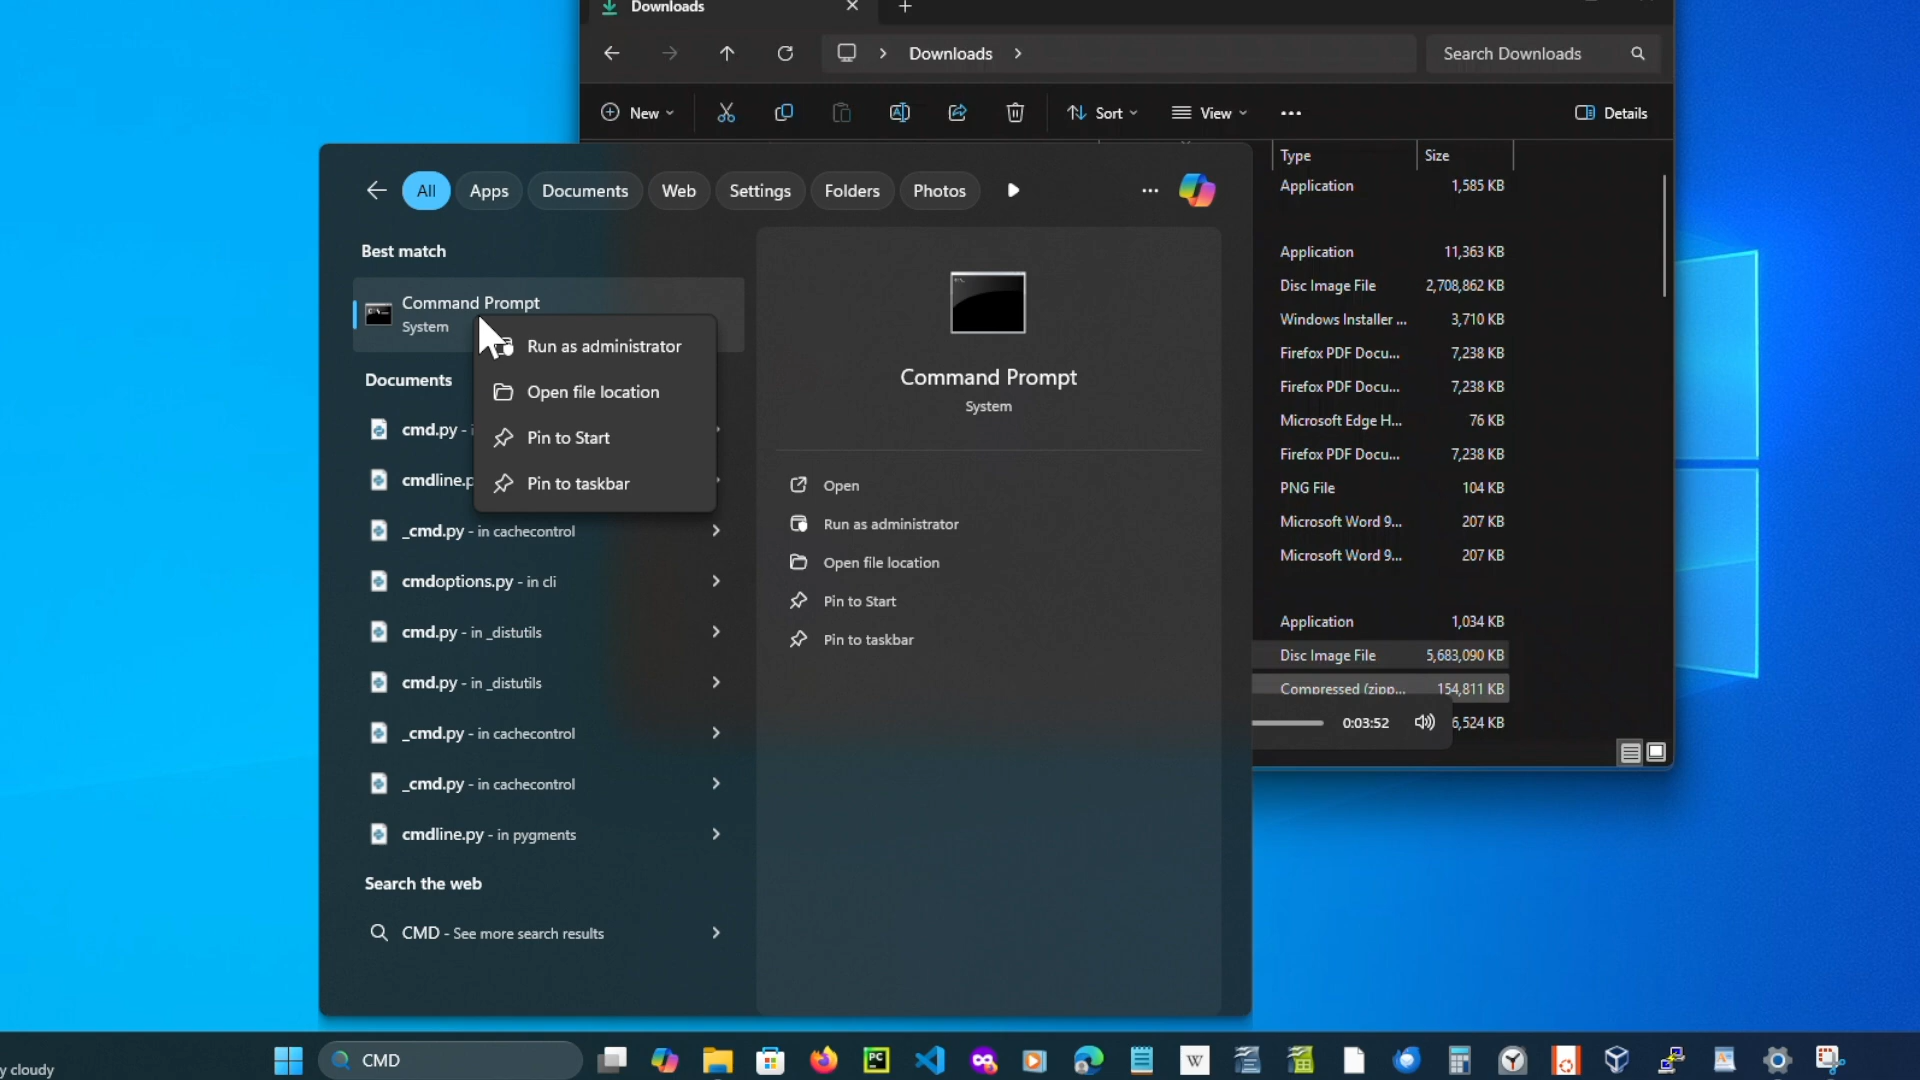 Downloads
Downloads
Search Downloads
New
Sort
View
Details
Type
Size
Application
1,585 KB
Application
11,363 KB
Disc Image File
2,708,862 KB
Windows Installer ...
3,710 KB
Firefox PDF Docu...
7,238 KB
Firefox PDF Docu...
7,238 KB
Microsoft Edge H...
76 KB
Firefox PDF Docu...
7,238 KB
PNG File
104 KB
Microsoft Word 9...
207 KB
Microsoft Word 9...
207 KB
Application
1,034 KB
Disc Image File
5,683,090 KB
Compressed (zipp...
154,811 KB
6,524 KB
0:03:52
All
Apps
Documents
Web
Settings
Folders
Photos
Best match
Command Prompt
System
Run as administrator
Open file location
Pin to Start
Pin to taskbar
Documents
cmd.py -
cmdline.p
_cmd.py - in cachecontrol
cmdoptions.py - in cli
cmd.py - in _distutils
cmd.py - in _distutils
_cmd.py - in cachecontrol
_cmd.py - in cachecontrol
cmdline.py - in pygments
Search the web
CMD - See more search results
Command Prompt
System
Open
Run as administrator
Open file location
Pin to Start
Pin to taskbar
y cloudy
CMD
PC
W